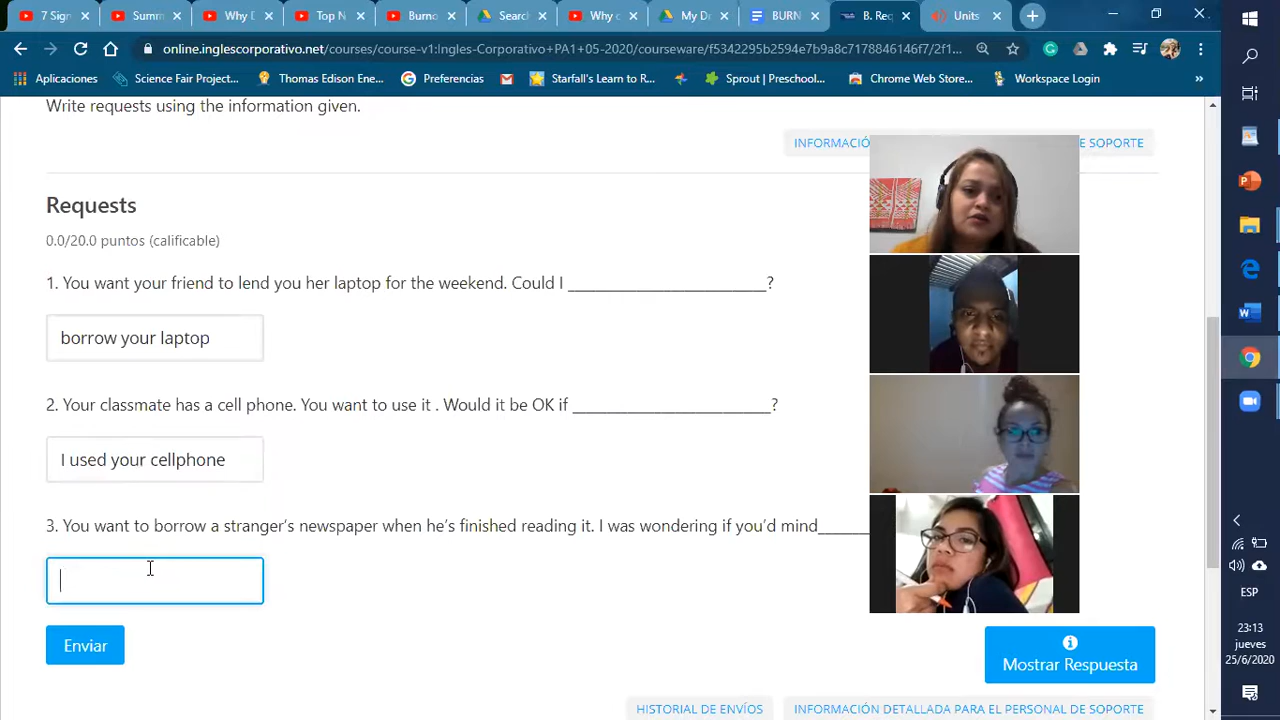 7 Sign
Summ
Why D
Top N
Burno
Search
Why c
My Dr
BURN
B. Req
Units
online.inglescorporativo.net/courses/course-v1:Ingles-Corporativo+PA1+05-2020/courseware/f5342295b2594e7b9a8c7178846146f7/2f1...
Aplicaciones
Science Fair Project...
Thomas Edison Ene...
Preferencias
Starfall's Learn to R...
Sprout | Preschool...
Chrome Web Store...
Workspace Login
»
Write requests using the information given.
INFORMACIÓ
E SOPORTE
Requests
0.0/20.0 puntos (calificable)
1. You want your friend to lend you her laptop for the weekend. Could I ________________________?
borrow your laptop
2. Your classmate has a cell phone. You want to use it . Would it be OK if ________________________?
I used your cellphone
3. You want to borrow a stranger's newspaper when he's finished reading it. I was wondering if you'd mind______
Enviar
Mostrar Respuesta
HISTORIAL DE ENVÍOS
INFORMACIÓN DETALLADA PARA EL PERSONAL DE SOPORTE
ESP
23:13
jueves
25/6/2020